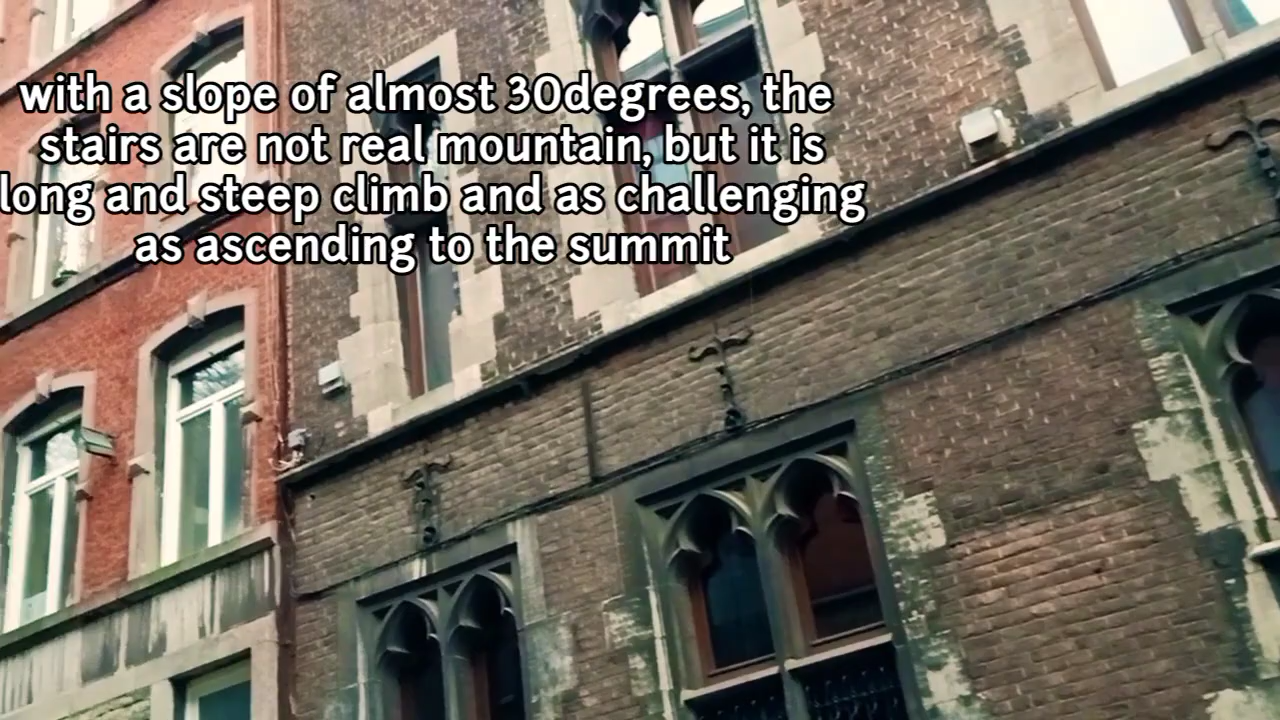 with a slope of almost 30degrees, the
stairs are not real mountain, but it is
long and steep climb and as challenging
as ascending to the summit